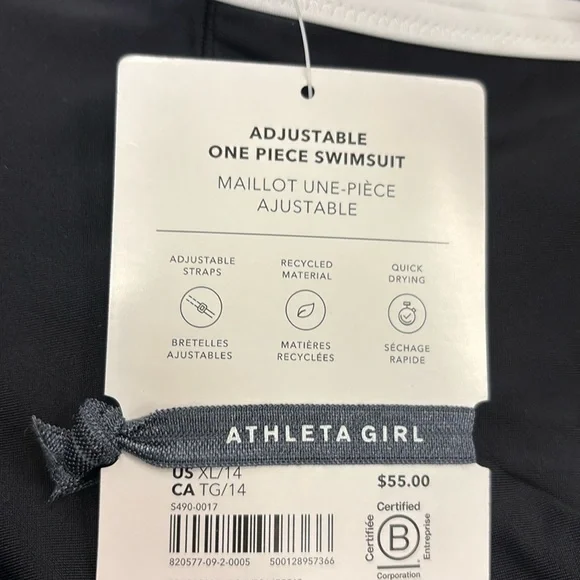 ADJUSTABLE
ONE PIECE SWIMSUIT
MAILLOT UNE-PIÈCE
AJUSTABLE
ADJUSTABLE
STRAPS
RECYCLED
MATERIAL
QUICK
DRYING
BRETELLES
AJUSTABLES
MATIÈRES
RECYCLÉES
SÉCHAGE
RAPIDE
ATHLETA GIRL
US XL/14
CA TG/14
S490-0017
$55.00
820577-09-2-0005 500128957366
Certified
Certifiée
B
Entreprise
Corporation